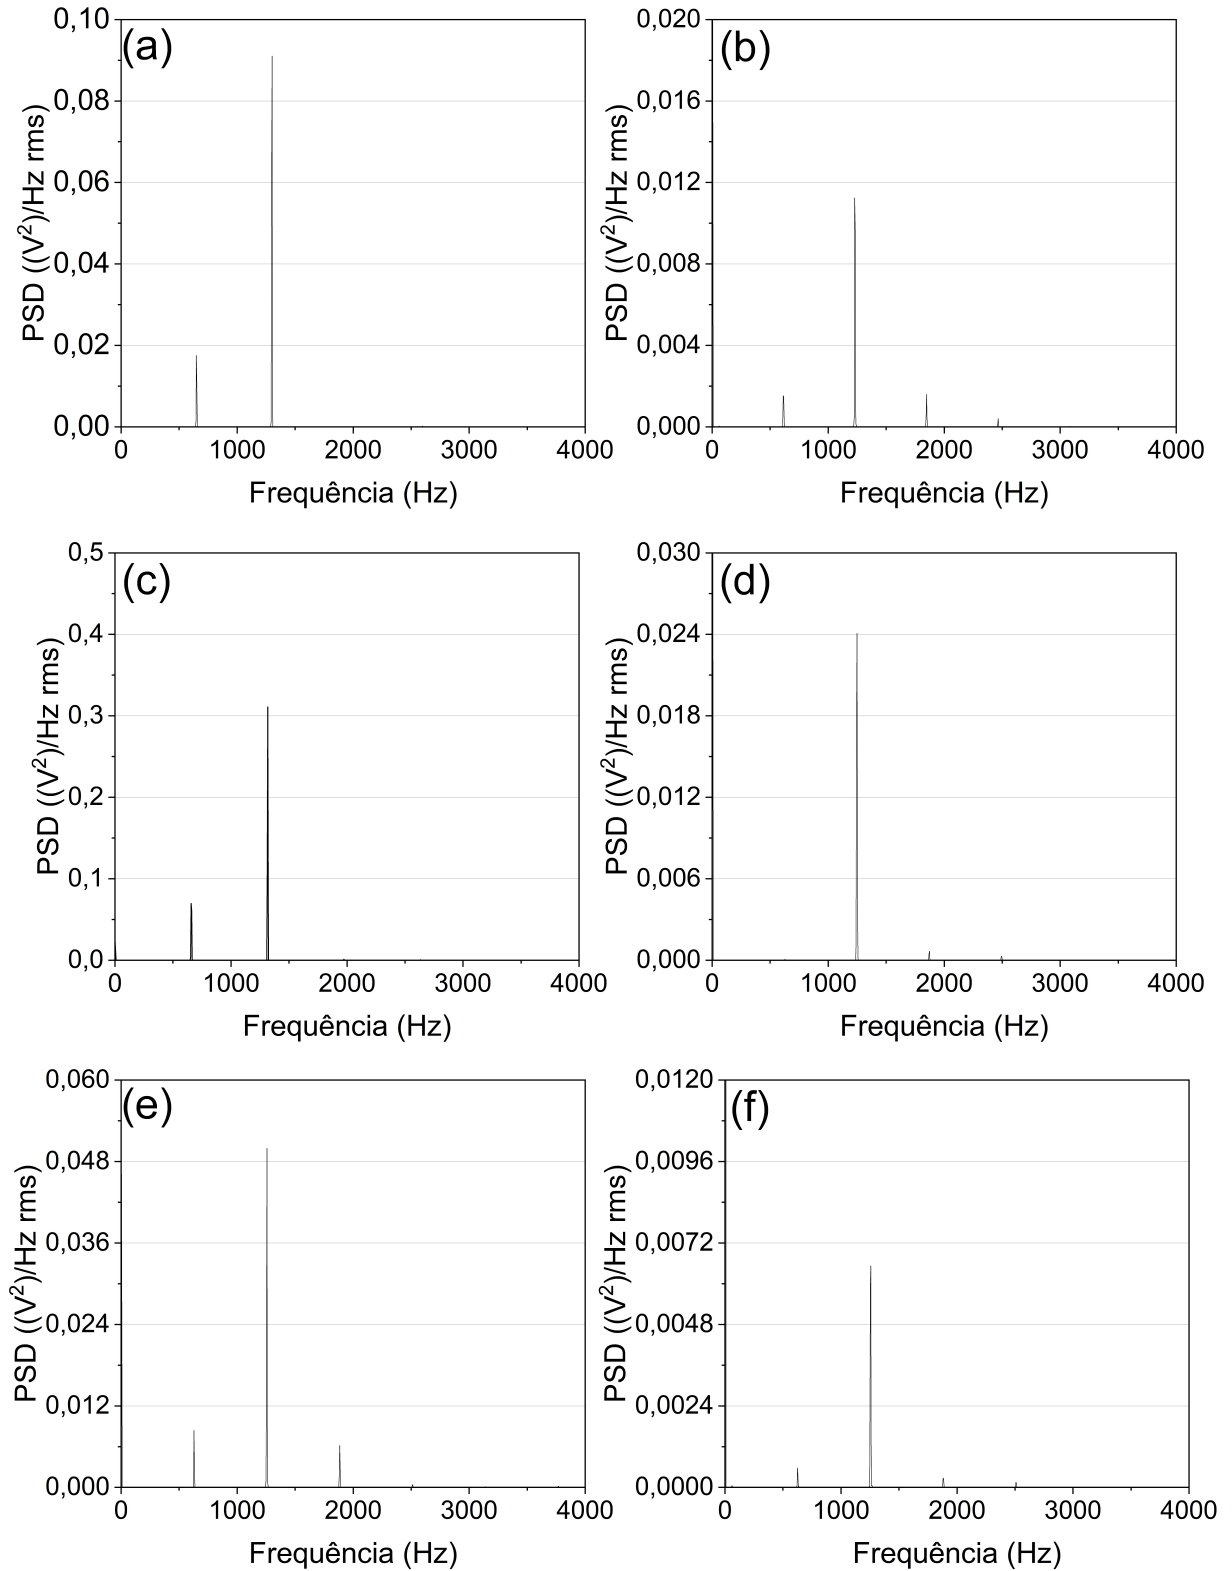 (a)
PSD ((V²)/Hz rms)
0,10
0,08
0,06
0,04
0,02
0,00
0 1000 2000 3000 4000
Frequência (Hz)
(b)
PSD ((V²)/Hz rms)
0,020
0,016
0,012
0,008
0,004
0,000
0 1000 2000 3000 4000
Frequência (Hz)
(c)
PSD ((V²)/Hz rms)
0,5
0,4
0,3
0,2
0,1
0,0
0 1000 2000 3000 4000
Frequência (Hz)
(d)
PSD ((V²)/Hz rms)
0,030
0,024
0,018
0,012
0,006
0,000
0 1000 2000 3000 4000
Frequência (Hz)
(e)
PSD ((V²)/Hz rms)
0,060
0,048
0,036
0,024
0,012
0,000
0 1000 2000 3000 4000
Frequência (Hz)
(f)
PSD ((V²)/Hz rms)
0,0120
0,0096
0,0072
0,0048
0,0024
0,0000
0 1000 2000 3000 4000
Frequência (Hz)